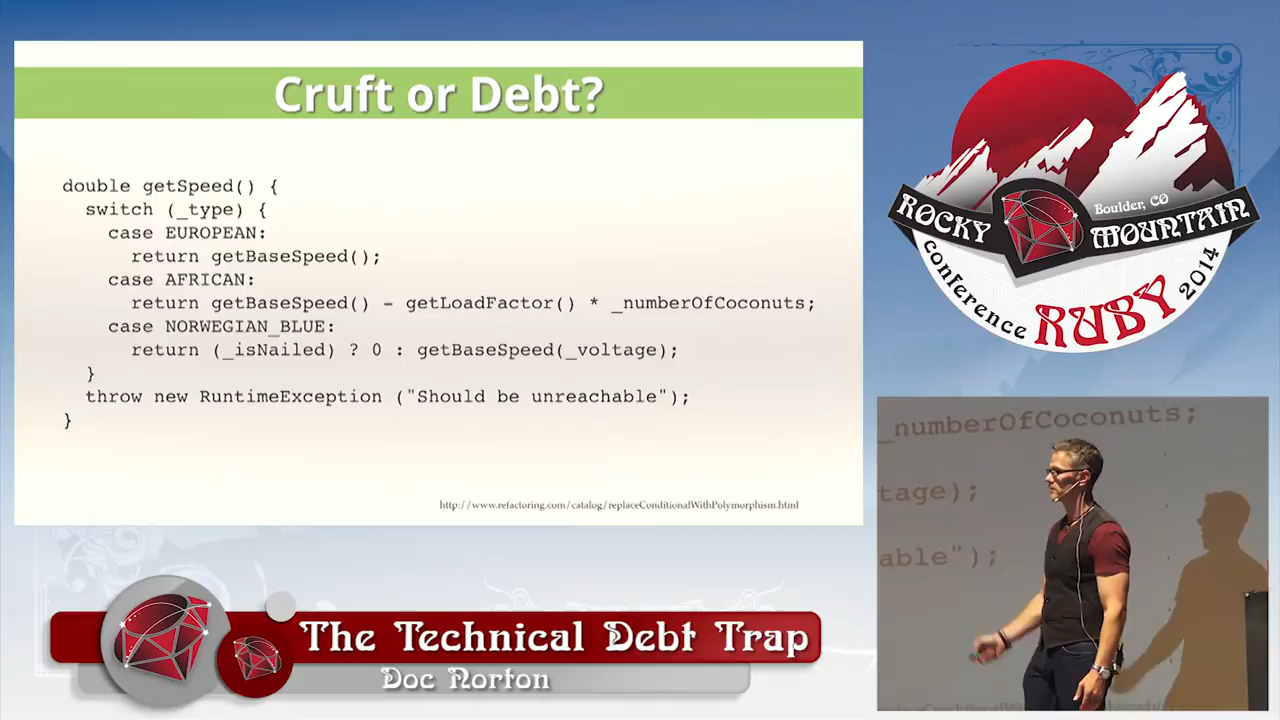 Cruft or Debt?
double getSpeed() {
switch (_type) {
case EUROPEAN:
return getBaseSpeed();
case AFRICAN:
return getBaseSpeed() - getLoadFactor() * _numberOfCoconuts;
case NORWEGIAN_BLUE:
return (_isNailed) ? 0 : getBaseSpeed(_voltage);
}
throw new RuntimeException ("Should be unreachable");
}
http://www.refactoring.com/catalog/replaceConditionalWithPolymorphism.html
Boulder, CO
ROCKY MOUNTAIN
conference RUBY 2014
_numberOfCoconuts;
tage);
able");
The Technical Debt Trap
Doc Norton